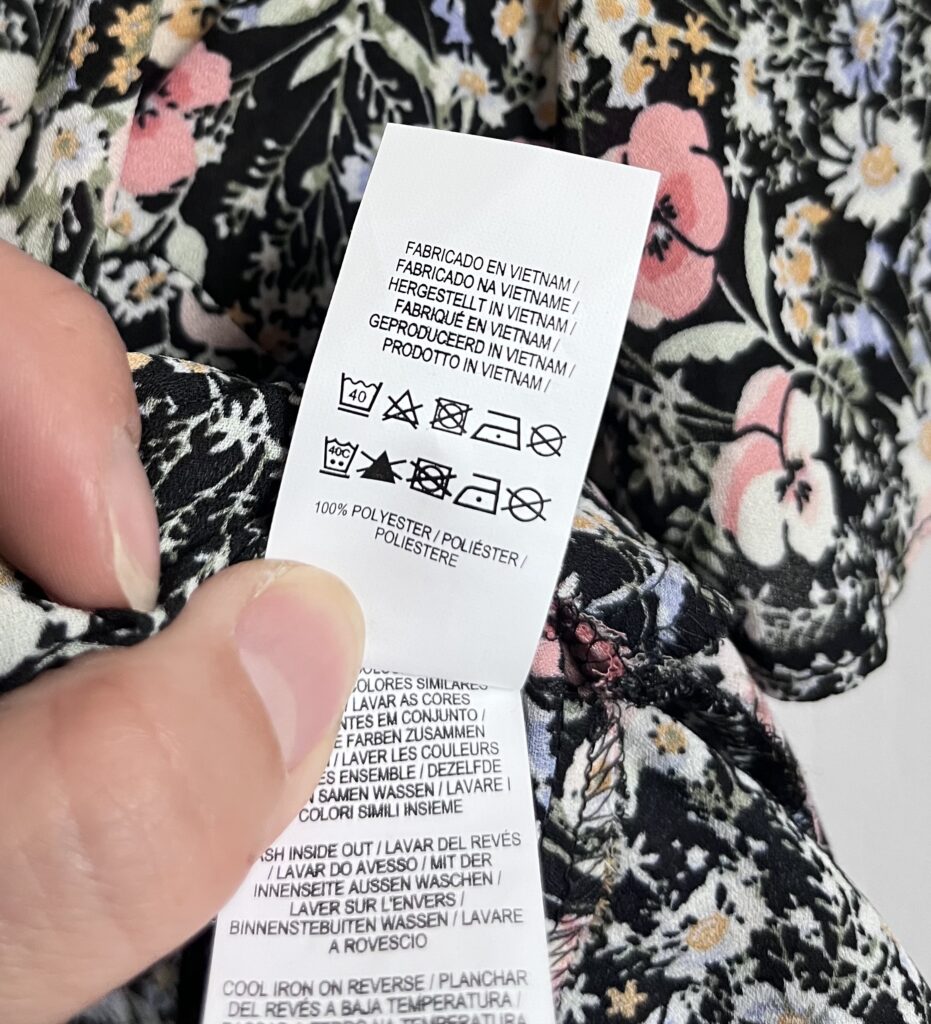 FABRICADO EN VIETNAM /
FABRICADO NA VIETNAME /
HERGESTELLT IN VIETNAM /
FABRIQUÉ EN VIETNAM /
GEPRODUCEERD IN VIETNAM /
PRODOTTO IN VIETNAM /
40
40C
100% POLYESTER / POLIÉSTER /
POLIESTERE
COLORES SIMILARES
/ LAVAR AS CORES
EM CONJUNTO /
FARBEN ZUSAMMEN
/ LAVER LES COULEURS
ENSEMBLE / DEZELFDE
SAMEN WASSEN / LAVARE I
COLORI SIMILI INSIEME
INSIDE OUT / LAVAR DEL REVÉS
/ LAVAR DO AVESSO / MIT DER
INNENSEITE AUSSEN WASCHEN /
LAVER SUR L'ENVERS /
BINNENSTEBUITEN WASSEN / LAVARE
A ROVESCIO
COOL IRON ON REVERSE / PLANCHAR
DEL REVÉS A BAJA TEMPERATURA /
A FERRO NA TEMPERATURA